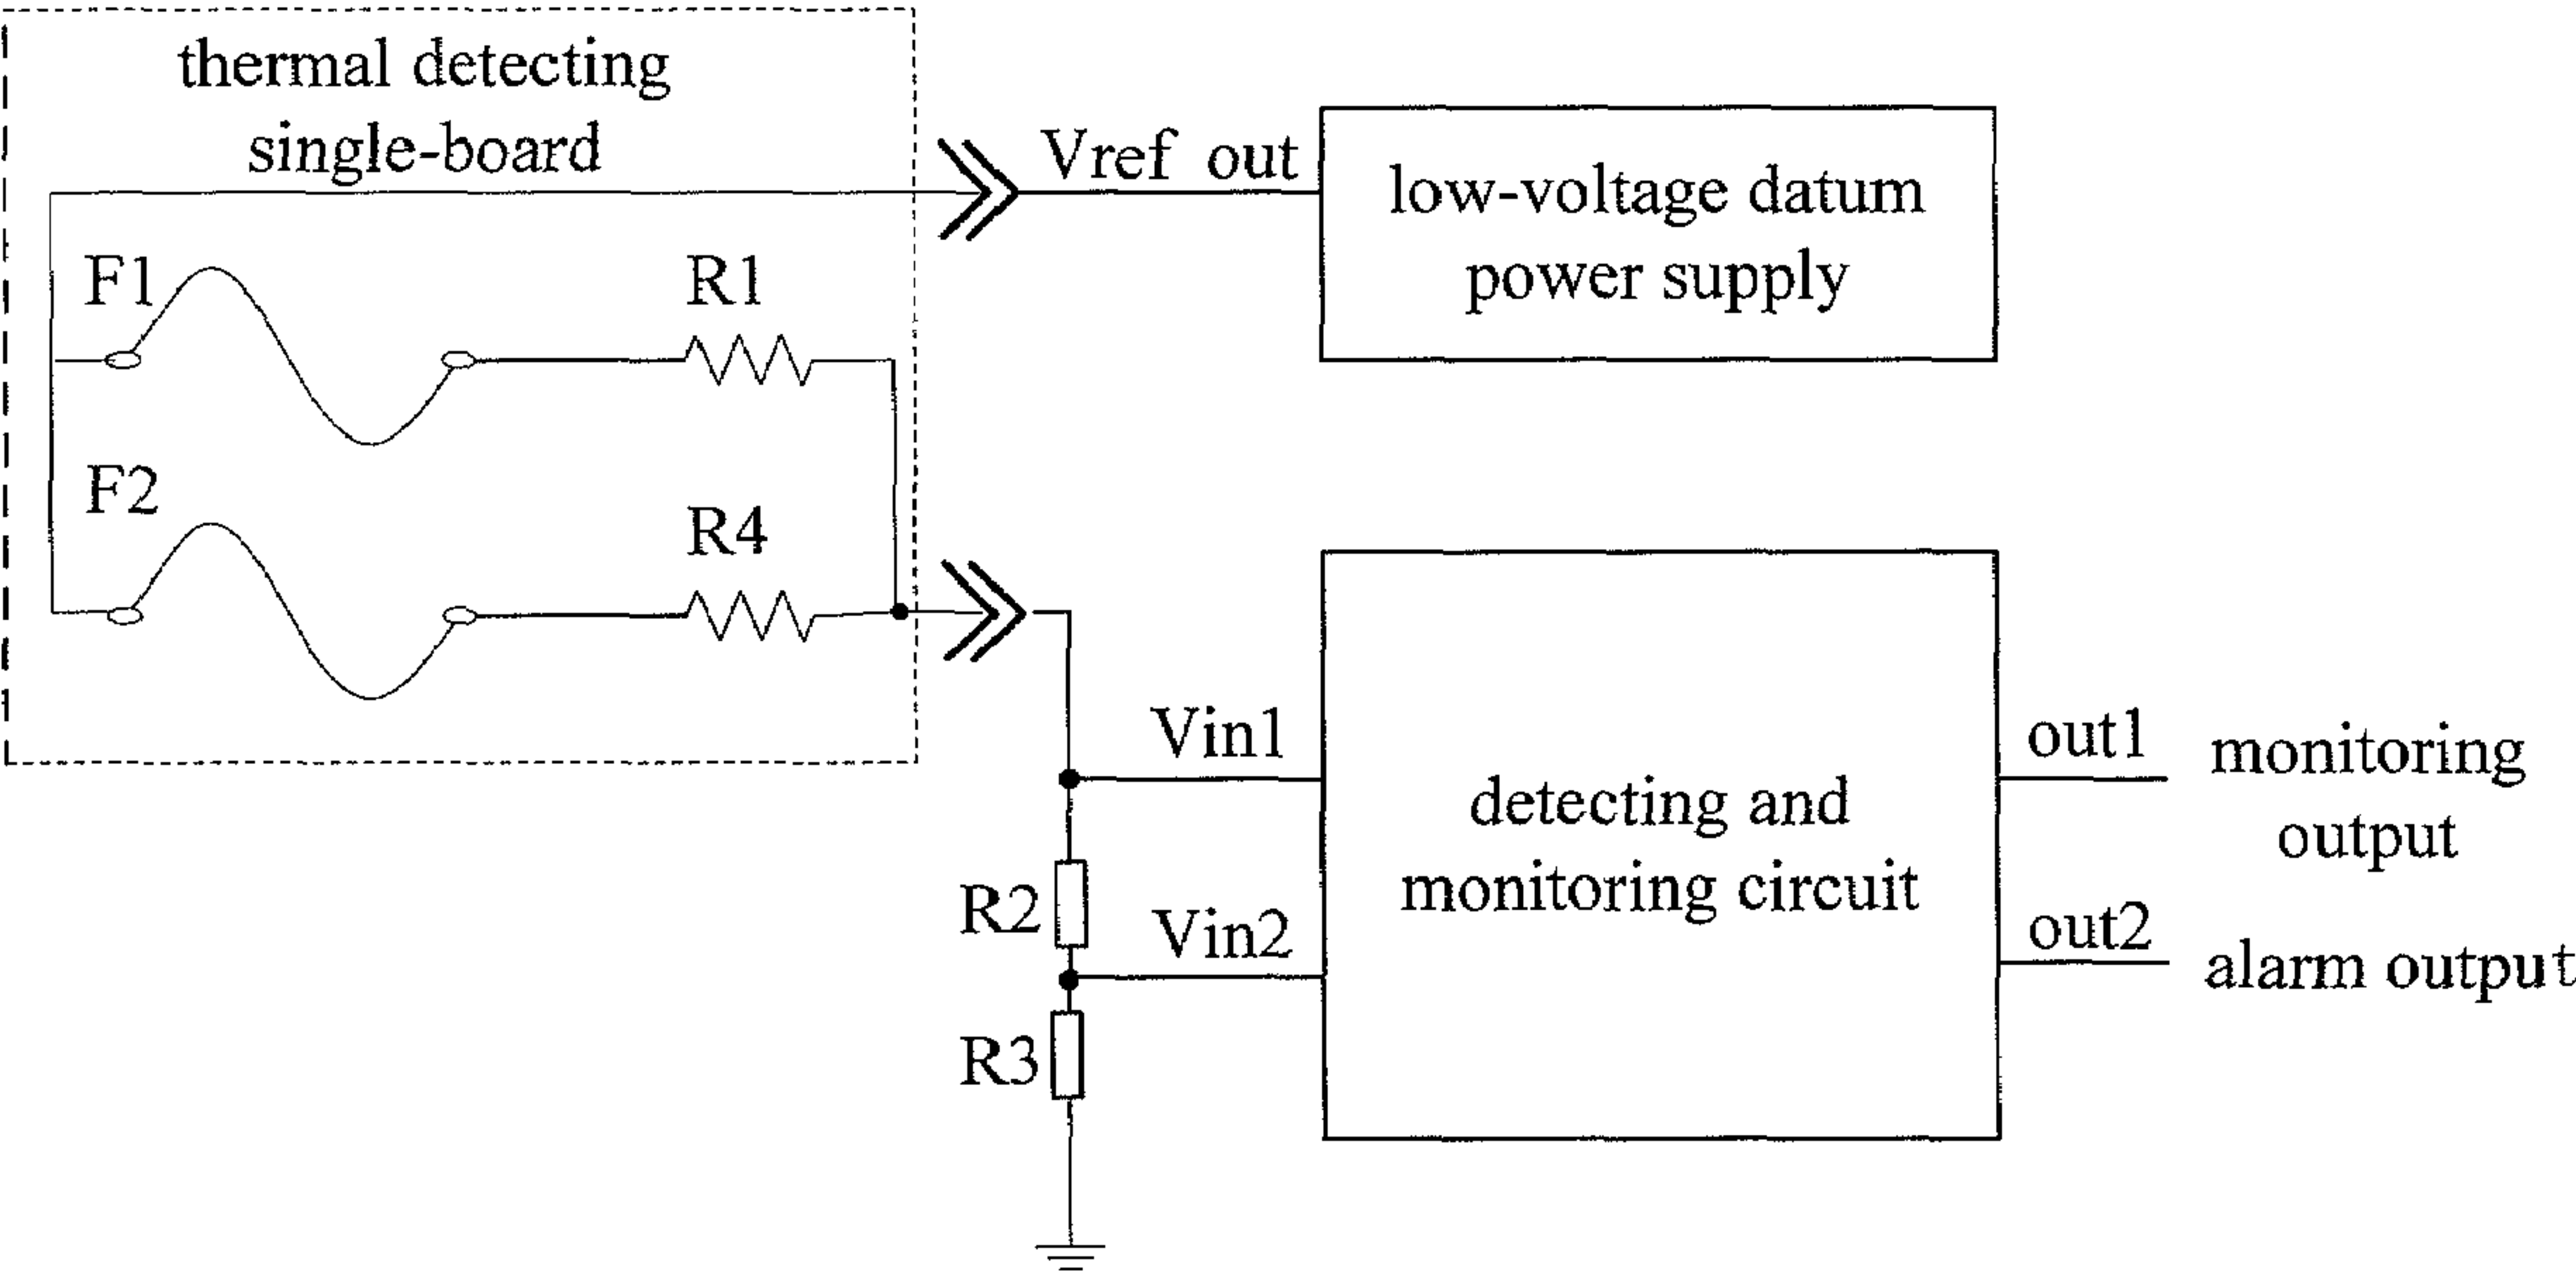 thermal detecting
single-board
Vref out
low-voltage datum
power supply
F1
R1
F2
R4
Vin1
detecting and
monitoring circuit
out1
monitoring
output
R2
Vin2
out2
alarm output
R3